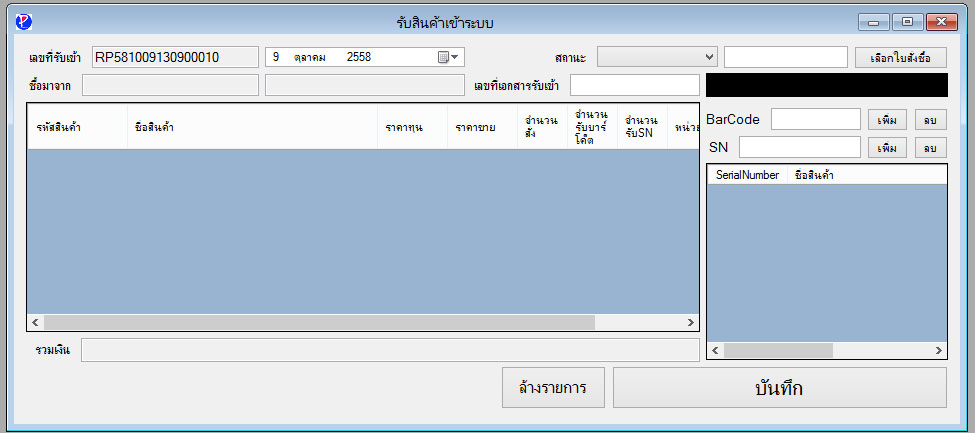 รับสินค้าเข้าระบบ
เลขที่รับเข้า RP581009130900010 9 ตุลาคม 2558 สถานะ เลือกใบสั่งซื้อ
ซื้อมาจาก เลขที่เอกสารรับเข้า
รหัสสินค้า ชื่อสินค้า ราคาทุน ราคาขาย จำนวนสั่ง จำนวนรับบาร์โค๊ต จำนวนรับSN หน่วย
BarCode เพิ่ม ลบ
SN เพิ่ม ลบ
SerialNumber ชื่อสินค้า
รวมเงิน
ล้างรายการ บันทึก